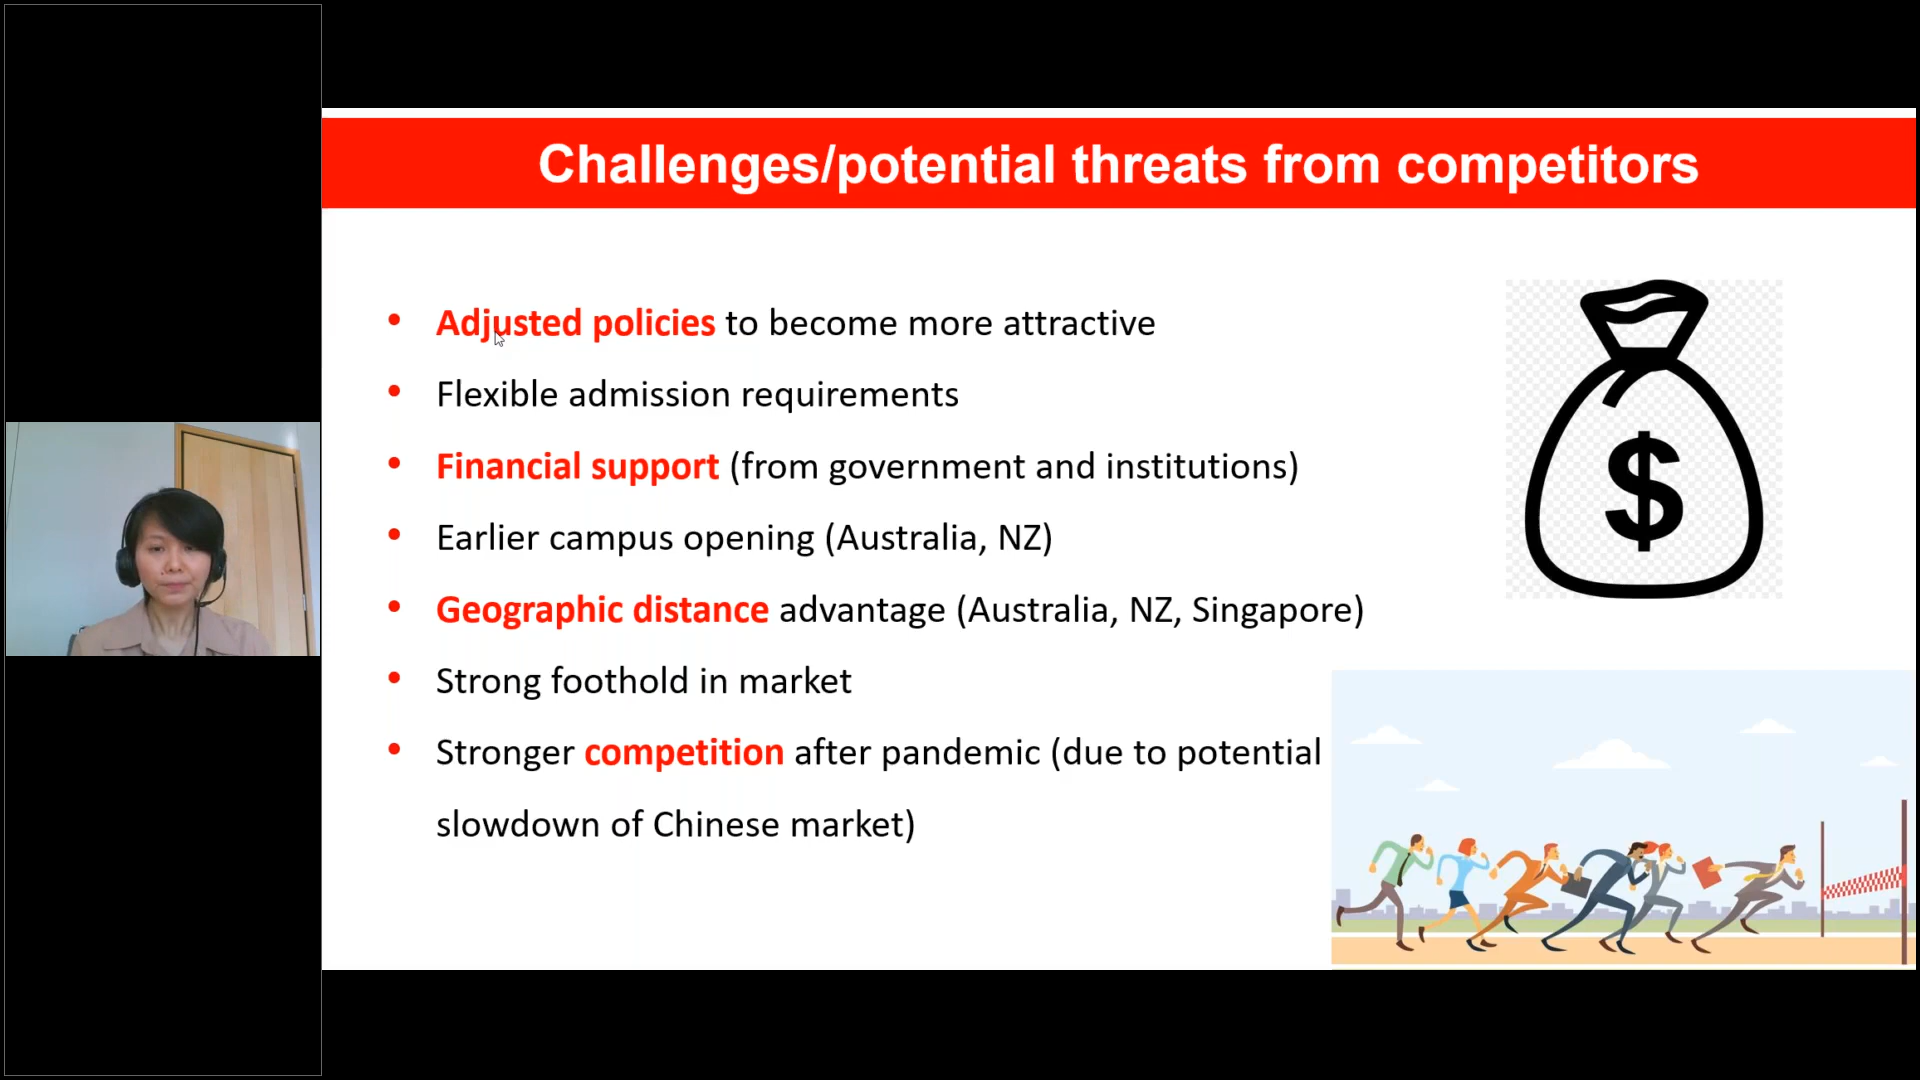 Challenges/potential threats from competitors
• Adjusted policies to become more attractive
• Flexible admission requirements
• Financial support (from government and institutions)
• Earlier campus opening (Australia, NZ)
• Geographic distance advantage (Australia, NZ, Singapore)
• Strong foothold in market
• Stronger competition after pandemic (due to potential
slowdown of Chinese market)
$